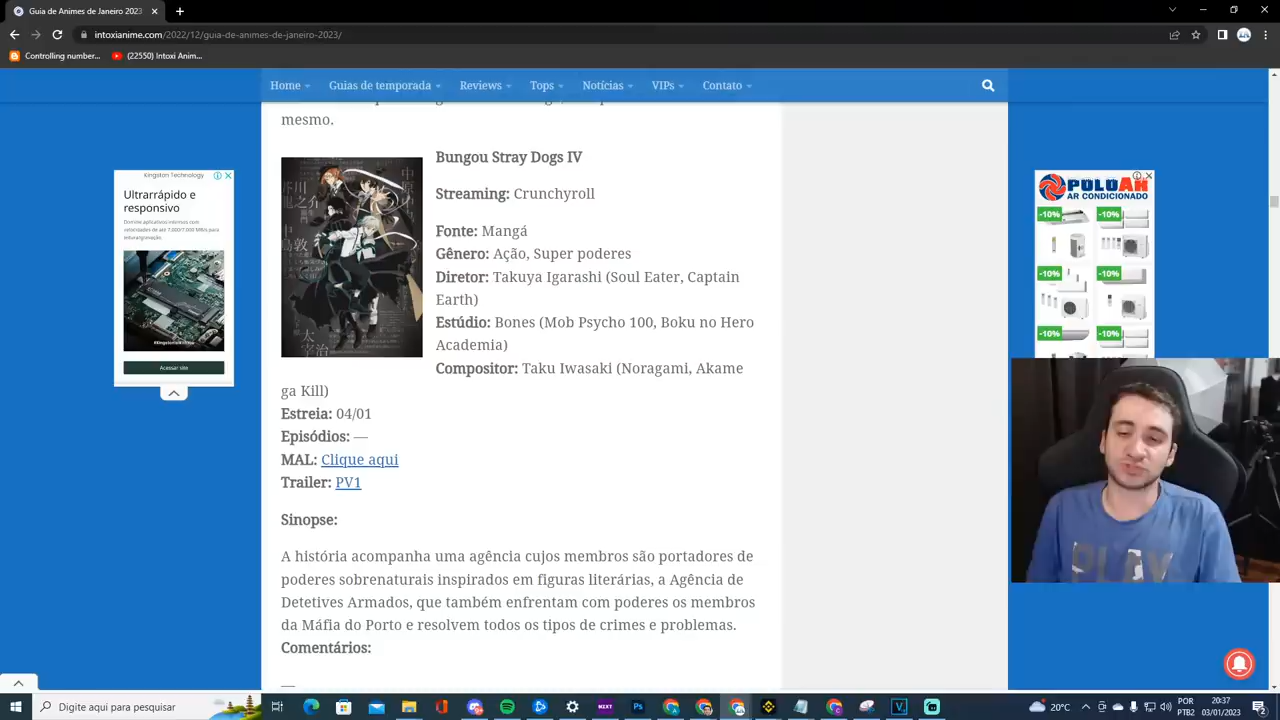 Guia de Animes de Janeiro 2023
intoxianime.com/2022/12/guia-de-animes-de-janeiro-2023/
Controlling number...
(22550) Intoxi Anim...
Home
Guias de temporada
Reviews
Tops
Notícias
VIPs
Contato
mesmo.
Kingston Technology
Ultrarrápido e
responsivo
Acessar site
Bungou Stray Dogs IV
Streaming: Crunchyroll
Fonte: Mangá
Gênero: Ação, Super poderes
Diretor: Takuya Igarashi (Soul Eater, Captain
Earth)
Estúdio: Bones (Mob Psycho 100, Boku no Hero
Academia)
Compositor: Taku Iwasaki (Noragami, Akame
ga Kill)
Estreia: 04/01
Episódios: —
MAL: Clique aqui
Trailer: PV1
Sinopse:
A história acompanha uma agência cujos membros são portadores de
poderes sobrenaturais inspirados em figuras literárias, a Agência de
Detetives Armados, que também enfrentam com poderes os membros
da Máfia do Porto e resolvem todos os tipos de crimes e problemas.
Comentários:
—
POLOAR
AR CONDICIONADO
-10%
-10%
-10%
-10%
-10%
-10%
PLAY
Digite aqui para pesquisar
NEXT
20°C
POR
PTB2
20:37
03/01/2023